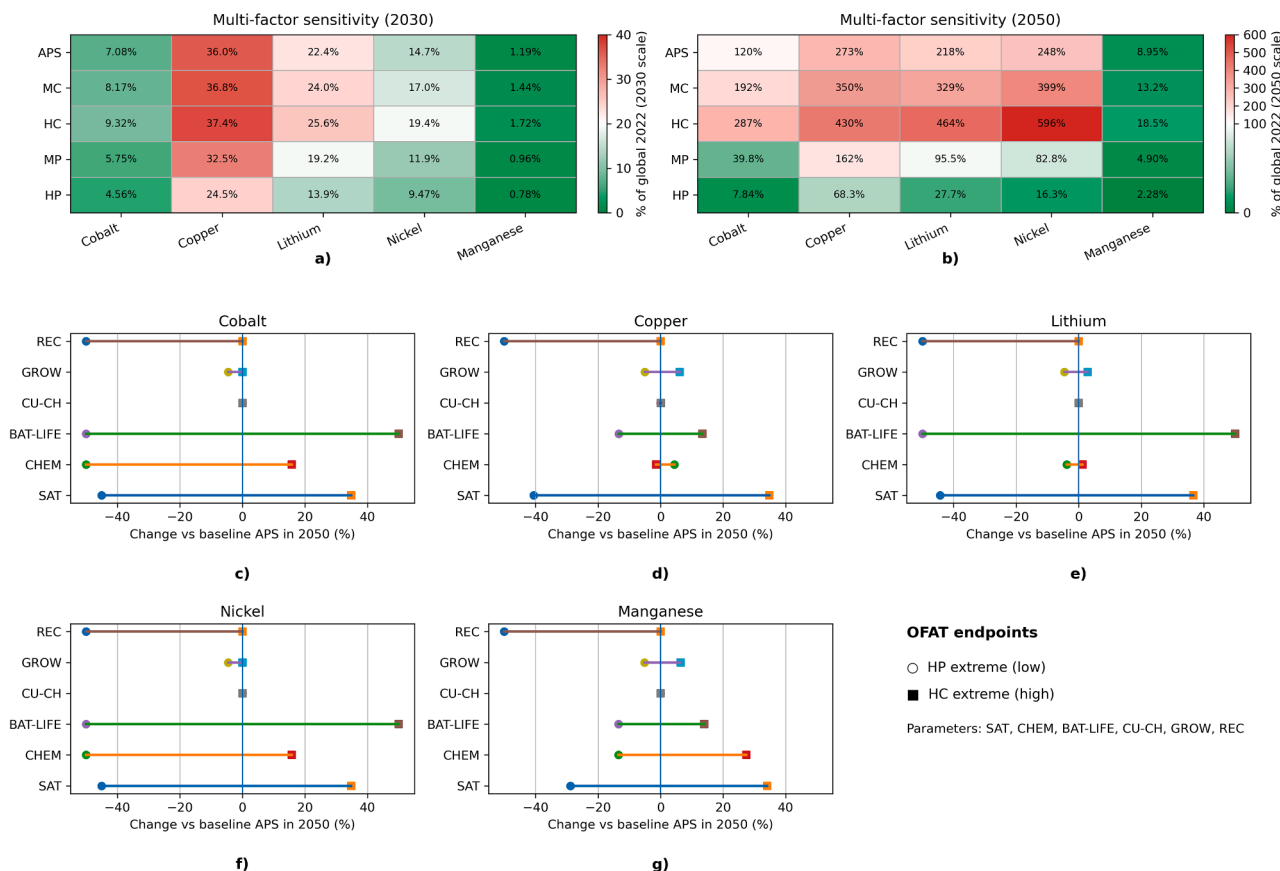 Multi-factor sensitivity (2030)
APS 7.08% 36.0% 22.4% 14.7% 1.19%
MC 8.17% 36.8% 24.0% 17.0% 1.44%
HC 9.32% 37.4% 25.6% 19.4% 1.72%
MP 5.75% 32.5% 19.2% 11.9% 0.96%
HP 4.56% 24.5% 13.9% 9.47% 0.78%
Cobalt Copper Lithium Nickel Manganese
40
30
20
10
0
% of global 2022 (2030 scale)
a)
Multi-factor sensitivity (2050)
APS 120% 273% 218% 248% 8.95%
MC 192% 350% 329% 399% 13.2%
HC 287% 430% 464% 596% 18.5%
MP 39.8% 162% 95.5% 82.8% 4.90%
HP 7.84% 68.3% 27.7% 16.3% 2.28%
Cobalt Copper Lithium Nickel Manganese
600
500
400
300
200
100
0
% of global 2022 (2050 scale)
b)
Cobalt
REC
GROW
CU-CH
BAT-LIFE
CHEM
SAT
−40 −20 0 20 40
Change vs baseline APS in 2050 (%)
c)
Copper
REC
GROW
CU-CH
BAT-LIFE
CHEM
SAT
−40 −20 0 20 40
Change vs baseline APS in 2050 (%)
d)
Lithium
REC
GROW
CU-CH
BAT-LIFE
CHEM
SAT
−40 −20 0 20 40
Change vs baseline APS in 2050 (%)
e)
Nickel
REC
GROW
CU-CH
BAT-LIFE
CHEM
SAT
−40 −20 0 20 40
Change vs baseline APS in 2050 (%)
f)
Manganese
REC
GROW
CU-CH
BAT-LIFE
CHEM
SAT
−40 −20 0 20 40
Change vs baseline APS in 2050 (%)
g)
OFAT endpoints
HP extreme (low)
HC extreme (high)
Parameters: SAT, CHEM, BAT-LIFE, CU-CH, GROW, REC